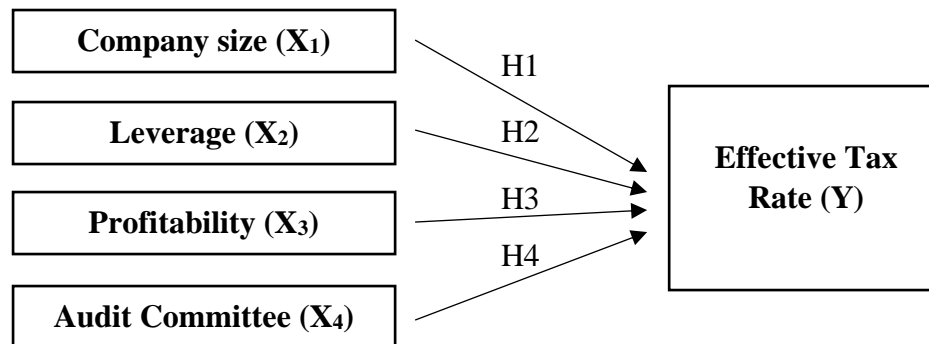 Company size (X₁)
H1
Leverage (X₂)
H2
Effective Tax
Rate (Y)
Profitability (X₃)
H3
H4
Audit Committee (X₄)